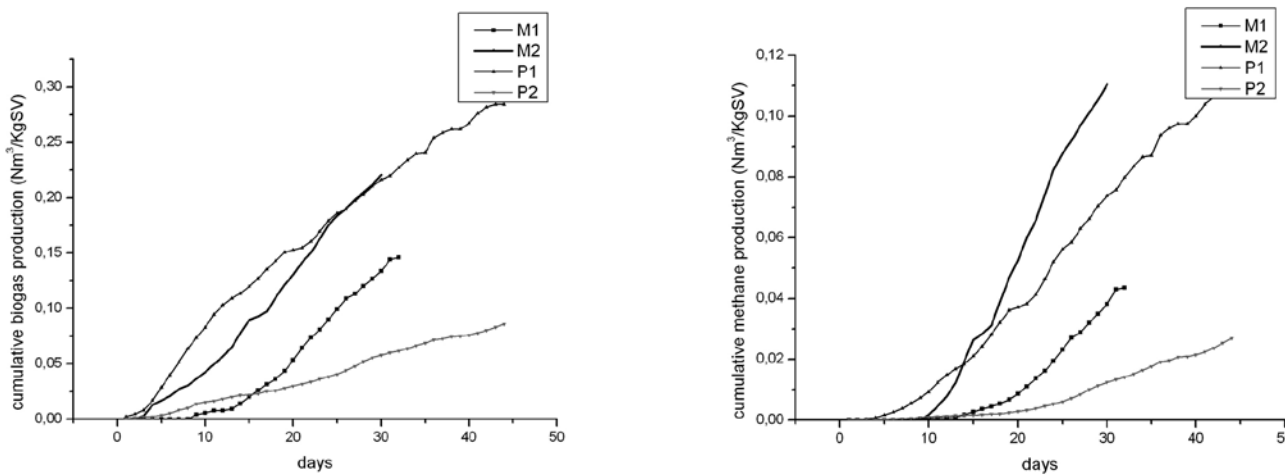 M1
M2
P1
P2
0,30
0,25
0,20
0,15
0,10
0,05
0,00
cumulative biogas production (Nm³/KgSV)
0 10 20 30 40 50
days
M1
M2
P1
P2
0,12
0,10
0,08
0,06
0,04
0,02
0,00
cumulative methane production (Nm³/KgSV)
0 10 20 30 40
days